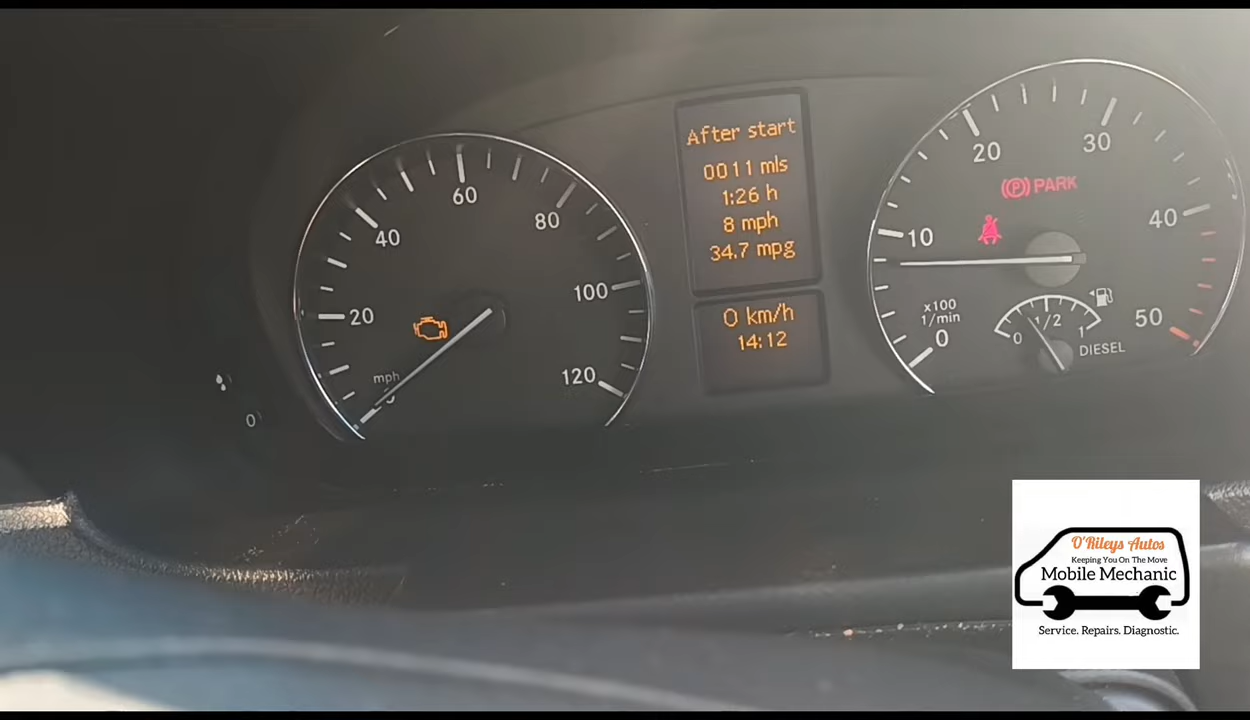 After start
0011 mls
1:26 h
8 mph
34.7 mpg
0 km/h
14:12
20
40
60
80
100
120
mph
0
0
10
20
30
40
50
x100
1/min
PARK
P
0
1/2
1
DIESEL
O'Rileys Autos
Keeping You On The Move
Mobile Mechanic
Service. Repairs. Diagnostic.